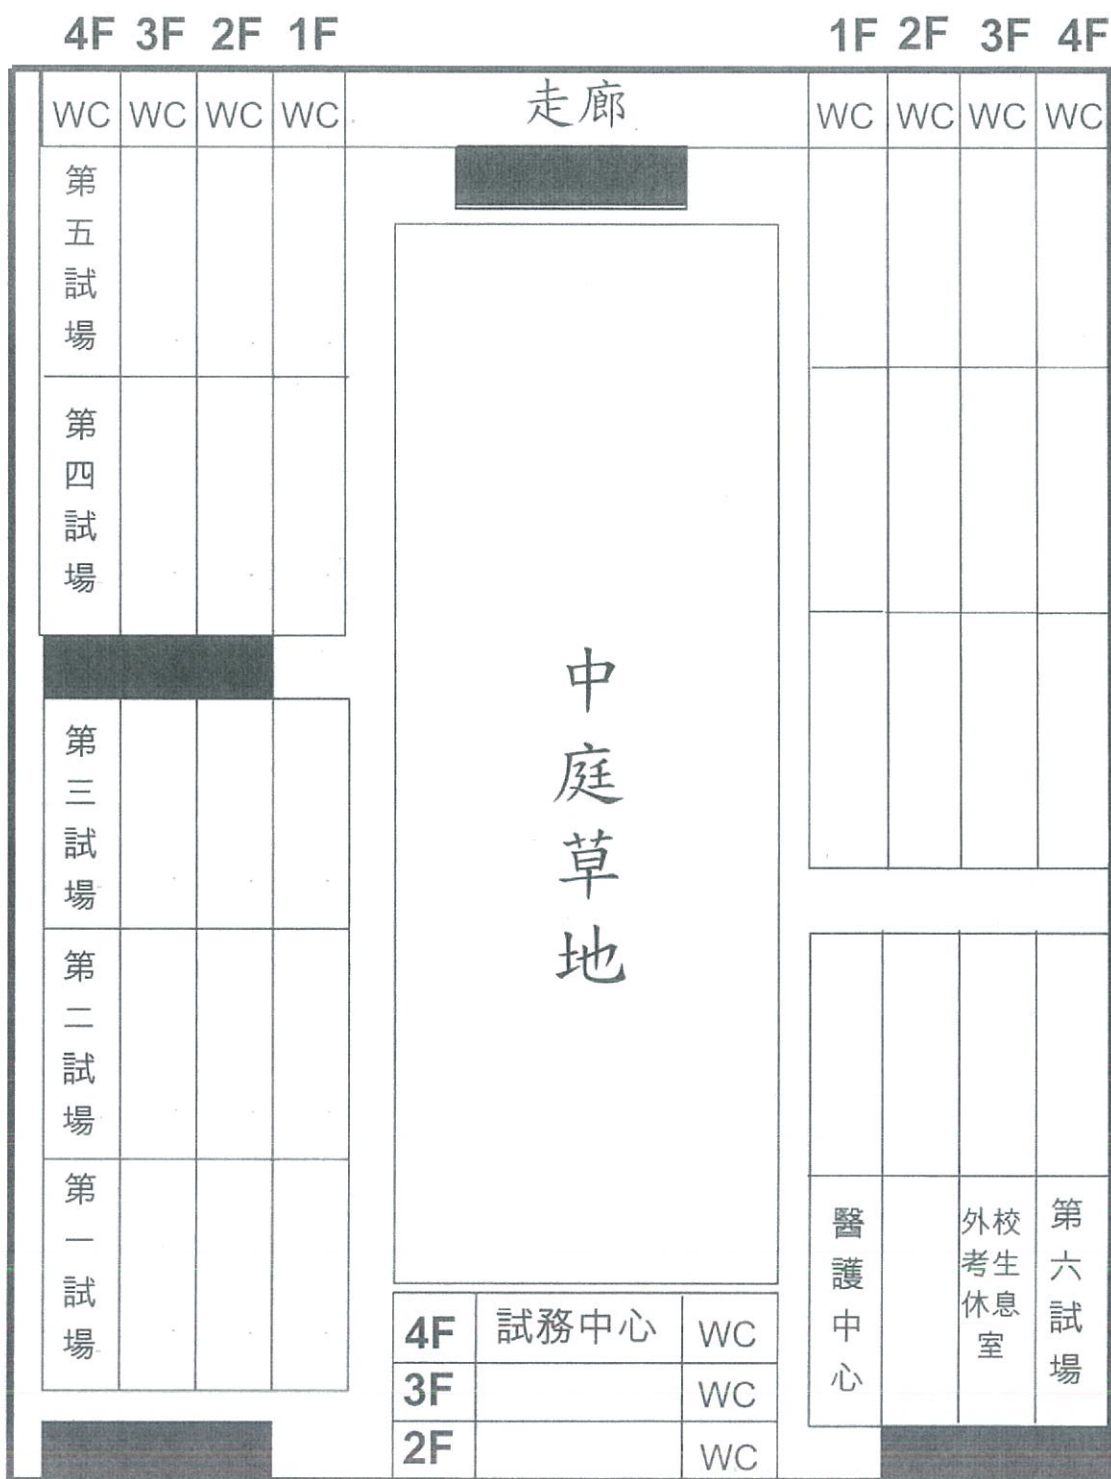 4F 3F 2F 1F
1F 2F 3F 4F
WC WC WC WC
走廊
WC WC WC WC
第五試場
第四試場
第三試場
第二試場
第一試場
中庭草地
4F 試務中心 WC
3F WC
2F WC
醫護中心
外校
考生
休息
室
第六試場